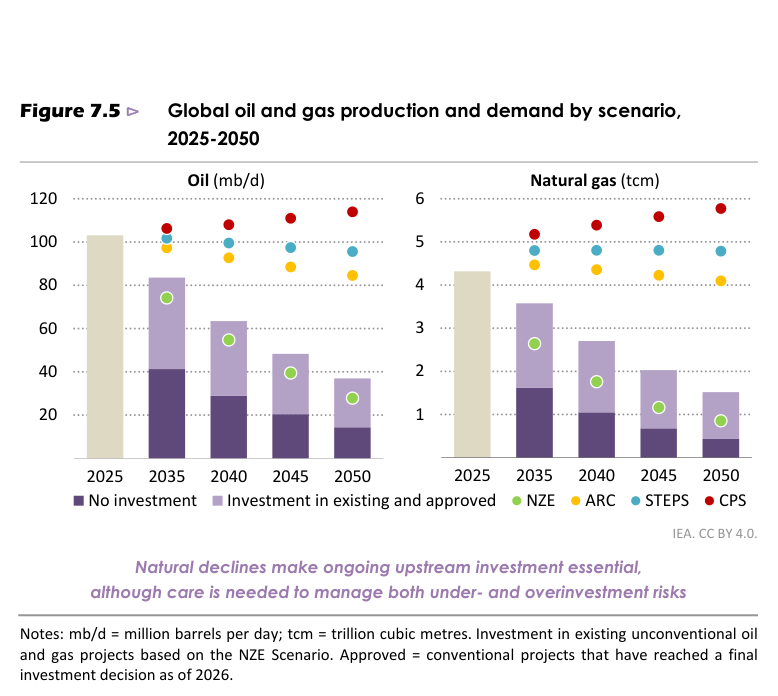 Figure 7.5 ▷ Global oil and gas production and demand by scenario,
2025-2050
Oil (mb/d)
120
100
80
60
40
20
2025 2035 2040 2045 2050
Natural gas (tcm)
6
5
4
3
2
1
2025 2035 2040 2045 2050
No investment Investment in existing and approved NZE ARC STEPS CPS
IEA. CC BY 4.0.
Natural declines make ongoing upstream investment essential,
although care is needed to manage both under- and overinvestment risks
Notes: mb/d = million barrels per day; tcm = trillion cubic metres. Investment in existing unconventional oil
and gas projects based on the NZE Scenario. Approved = conventional projects that have reached a final
investment decision as of 2026.